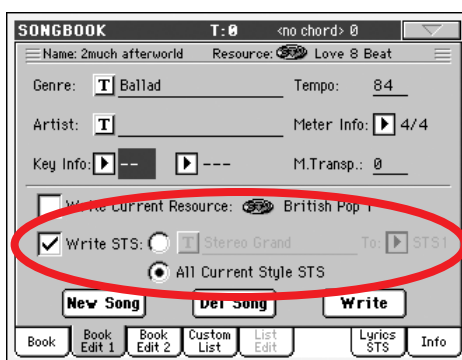 SONGBOOK T:0 <no chord> 0
Name: 2much afterworld Resource: Love 8 Beat
Genre: T Ballad Tempo: 84
Artist: T Meter Info: 4/4
Key Info: -- --- M.Transp.: 0
Write Current Resource: British Pop 1
Write STS: T Stereo Grand To: STS1
All Current Style STS
New Song Del Song Write
Book Book Edit 1 Book Edit 2 Custom List List Edit Lyrics STS Info